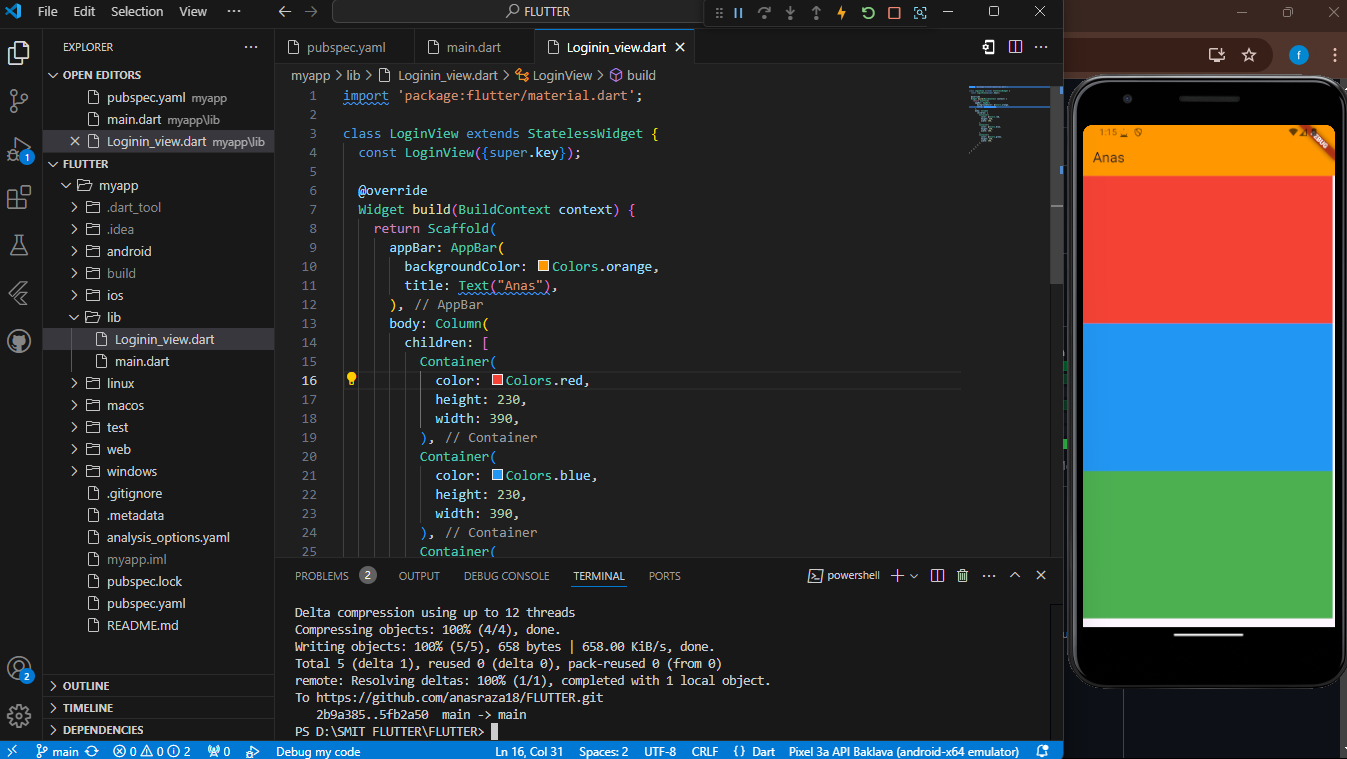 File Edit Selection View ··· FLUTTER
EXPLORER ···
OPEN EDITORS
pubspec.yaml myapp
main.dart myapp\lib
Loginin_view.dart myapp\lib
FLUTTER
myapp
.dart_tool
.idea
android
build
ios
lib
Loginin_view.dart
main.dart
linux
macos
test
web
windows
.gitignore
.metadata
analysis_options.yaml
myapp.iml
pubspec.lock
pubspec.yaml
README.md
OUTLINE
TIMELINE
DEPENDENCIES
1
2
2
pubspec.yaml main.dart Loginin_view.dart
myapp > lib > Loginin_view.dart > LoginView > build
1 import 'package:flutter/material.dart';
2
3 class LoginView extends StatelessWidget {
4 const LoginView({super.key});
5
6 @override
7 Widget build(BuildContext context) {
8 return Scaffold(
9 appBar: AppBar(
10 backgroundColor: Colors.orange,
11 title: Text("Anas"),
12 ), // AppBar
13 body: Column(
14 children: [
15 Container(
16 color: Colors.red,
17 height: 230,
18 width: 390,
19 ), // Container
20 Container(
21 color: Colors.blue,
22 height: 230,
23 width: 390,
24 ), // Container
25 Container(
PROBLEMS 2 OUTPUT DEBUG CONSOLE TERMINAL PORTS powershell
Delta compression using up to 12 threads
Compressing objects: 100% (4/4), done.
Writing objects: 100% (5/5), 658 bytes | 658.00 KiB/s, done.
Total 5 (delta 1), reused 0 (delta 0), pack-reused 0 (from 0)
remote: Resolving deltas: 100% (1/1), completed with 1 local object.
To https://github.com/anasraza18/FLUTTER.git
2b9a385..5fb2a50 main -> main
PS D:\SMIT FLUTTER\FLUTTER>
main 0 0 2 0 Debug my code Ln 16, Col 31 Spaces: 2 UTF-8 CRLF {} Dart Pixel 3a API Baklava (android-x64 emulator)
f
1:15
DEBUG
Anas